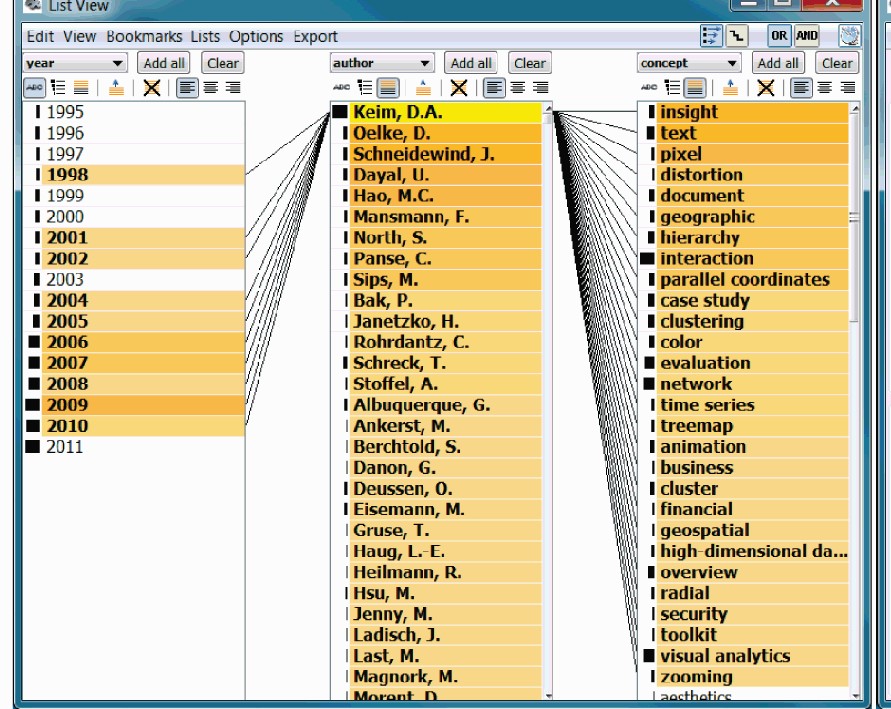 List View
Edit View Bookmarks Lists Options Export OR AND
year Add all Clear
ABC
1995
1996
1997
1998
1999
2000
2001
2002
2003
2004
2005
2006
2007
2008
2009
2010
2011
author Add all Clear
ABC
Keim, D.A.
Oelke, D.
Schneidewind, J.
Dayal, U.
Hao, M.C.
Mansmann, F.
North, S.
Panse, C.
Sips, M.
Bak, P.
Janetzko, H.
Rohrdantz, C.
Schreck, T.
Stoffel, A.
Albuquerque, G.
Ankerst, M.
Berchtold, S.
Danon, G.
Deussen, O.
Eisemann, M.
Gruse, T.
Haug, L.-E.
Heilmann, R.
Hsu, M.
Jenny, M.
Ladisch, J.
Last, M.
Magnork, M.
Morent, D.
concept Add all Clear
ABC
insight
text
pixel
distortion
document
geographic
hierarchy
interaction
parallel coordinates
case study
clustering
color
evaluation
network
time series
treemap
animation
business
cluster
financial
geospatial
high-dimensional da...
overview
radial
security
toolkit
visual analytics
zooming
aesthetics